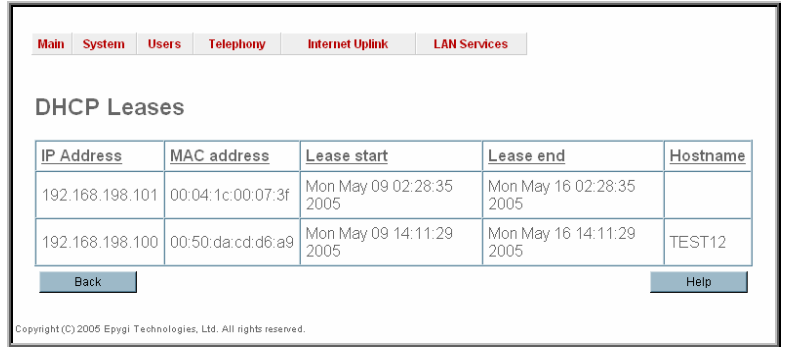 Main System Users Telephony Internet Uplink LAN Services
DHCP Leases
IP Address MAC address Lease start Lease end Hostname
192.168.198.101 00:04:1c:00:07:3f Mon May 09 02:28:35 2005 Mon May 16 02:28:35 2005
192.168.198.100 00:50:da:cd:d6:a9 Mon May 09 14:11:29 2005 Mon May 16 14:11:29 2005 TEST12
Back Help
Copyright (C) 2005 Epygi Technologies, Ltd. All rights reserved.